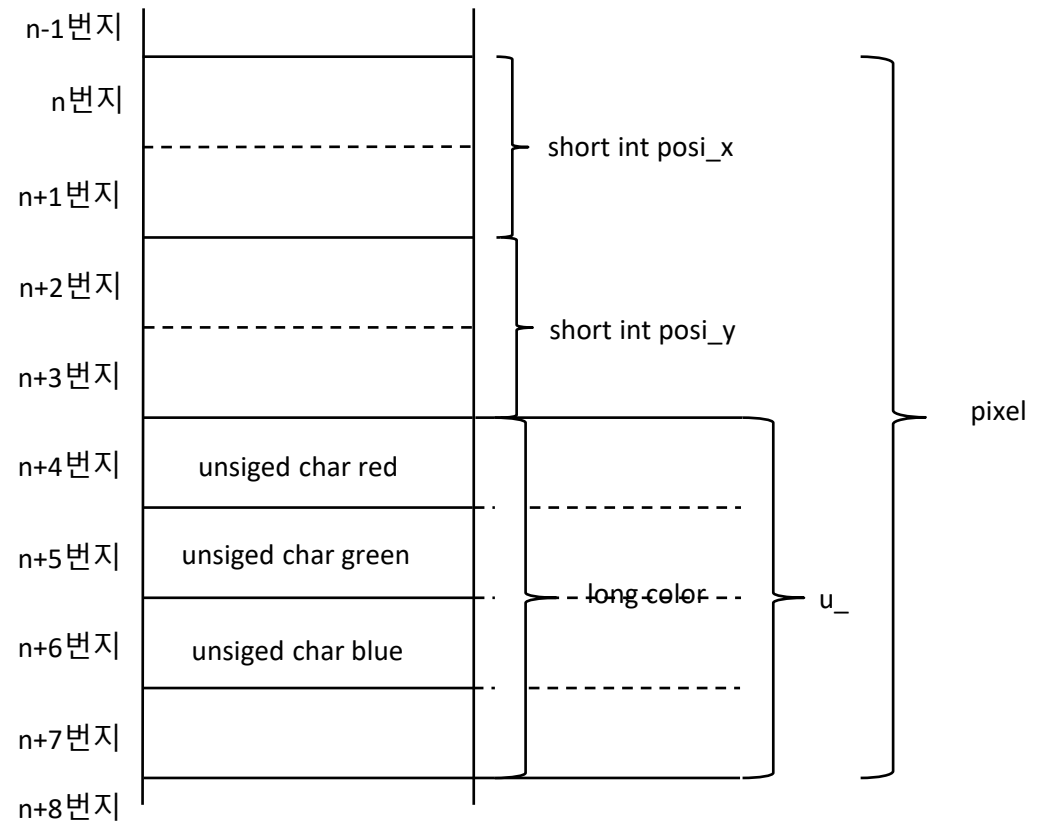 n-1번지
n번지
short int posi_x
n+1번지
n+2번지
short int posi_y
n+3번지
pixel
n+4번지
unsiged char red
n+5번지
unsiged char green
long color
u_
n+6번지
unsiged char blue
n+7번지
n+8번지